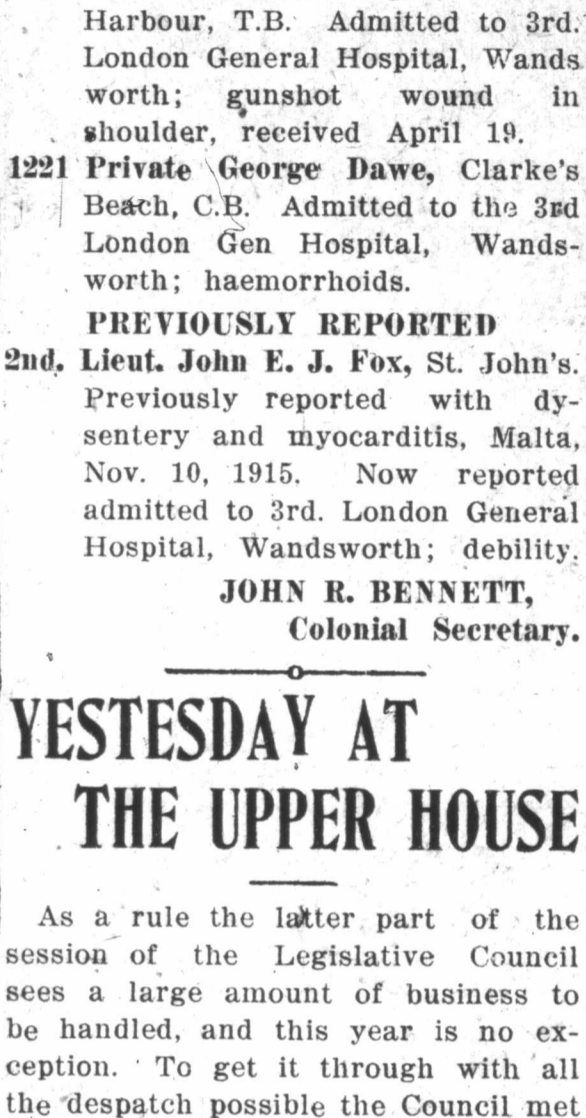 Harbour, T.B. Admitted to 3rd.
London General Hospital, Wands
worth; gunshot wound in
shoulder, received April 19.
1221 Private George Dawe, Clarke's
Beach, C.B. Admitted to the 3rd
London Gen Hospital, Wands-
worth; haemorrhoids.
PREVIOUSLY REPORTED
2nd. Lieut. John E. J. Fox, St. John's.
Previously reported with dy-
sentery and myocarditis, Malta,
Nov. 10, 1915. Now reported
admitted to 3rd. London General
Hospital, Wandsworth; debility.
JOHN R. BENNETT,
Colonial Secretary.
YESTESDAY AT
THE UPPER HOUSE
As a rule the latter part of the
session of the Legislative Council
sees a large amount of business to
be handled, and this year is no ex-
ception. To get it through with all
the despatch possible the Council met